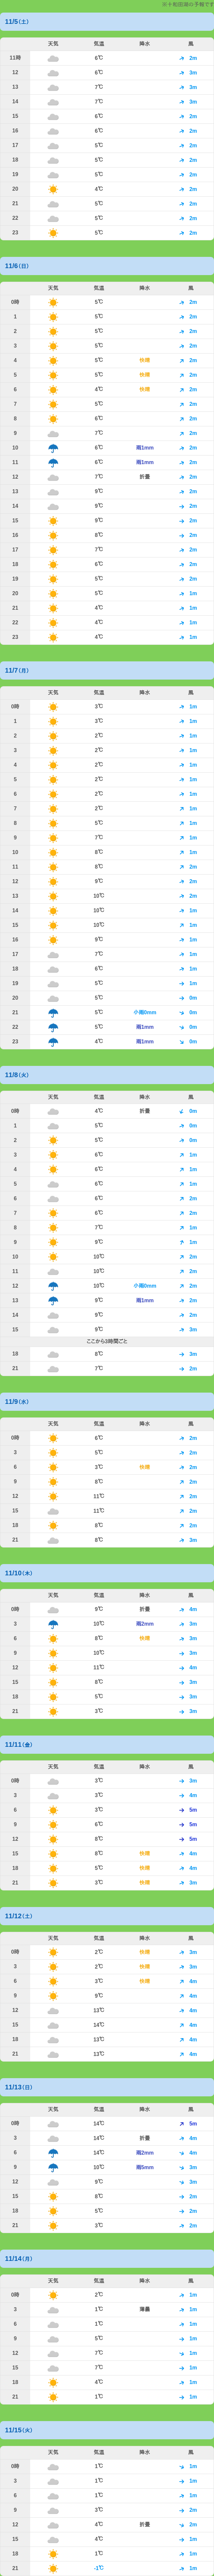 ※十和田湖の予報です
11/5(土)
天気 気温 降水 風
11時 6℃ 2m
12 6℃ 3m
13 7℃ 3m
14 7℃ 3m
15 6℃ 2m
16 6℃ 2m
17 5℃ 2m
18 5℃ 2m
19 5℃ 2m
20 4℃ 2m
21 5℃ 2m
22 5℃ 2m
23 5℃ 2m
11/6(日)
天気 気温 降水 風
0時 5℃ 2m
1 5℃ 2m
2 5℃ 2m
3 5℃ 2m
4 5℃ 快晴 2m
5 5℃ 快晴 2m
6 4℃ 快晴 2m
7 5℃ 2m
8 6℃ 2m
9 7℃ 2m
10 6℃ 雨1mm 2m
11 6℃ 雨1mm 2m
12 7℃ 折曇 2m
13 9℃ 2m
14 9℃ 2m
15 9℃ 2m
16 8℃ 2m
17 7℃ 2m
18 6℃ 2m
19 5℃ 2m
20 5℃ 1m
21 4℃ 1m
22 4℃ 1m
23 4℃ 1m
11/7(月)
天気 気温 降水 風
0時 3℃ 1m
1 3℃ 1m
2 2℃ 1m
3 2℃ 1m
4 2℃ 1m
5 2℃ 1m
6 2℃ 1m
7 2℃ 1m
8 5℃ 1m
9 7℃ 1m
10 8℃ 1m
11 8℃ 2m
12 9℃ 2m
13 10℃ 2m
14 10℃ 1m
15 10℃ 1m
16 9℃ 1m
17 7℃ 1m
18 6℃ 1m
19 5℃ 1m
20 5℃ 0m
21 5℃ 小雨0mm 0m
22 5℃ 雨1mm 0m
23 4℃ 雨1mm 0m
11/8(火)
天気 気温 降水 風
0時 4℃ 折曇 0m
1 5℃ 0m
2 5℃ 0m
3 6℃ 1m
4 6℃ 1m
5 6℃ 1m
6 6℃ 2m
7 6℃ 2m
8 7℃ 1m
9 9℃ 1m
10 10℃ 2m
11 10℃ 2m
12 10℃ 小雨0mm 2m
13 9℃ 雨1mm 2m
14 9℃ 2m
15 9℃ 3m
ここから3時間ごと
18 8℃ 3m
21 7℃ 2m
11/9(水)
天気 気温 降水 風
0時 6℃ 2m
3 5℃ 2m
6 3℃ 快晴 2m
9 8℃ 2m
12 11℃ 2m
15 11℃ 2m
18 8℃ 2m
21 8℃ 3m
11/10(木)
天気 気温 降水 風
0時 9℃ 折曇 4m
3 10℃ 雨2mm 3m
6 8℃ 快晴 3m
9 10℃ 3m
12 11℃ 4m
15 8℃ 3m
18 5℃ 3m
21 3℃ 3m
11/11(金)
天気 気温 降水 風
0時 3℃ 3m
3 3℃ 4m
6 3℃ 5m
9 6℃ 5m
12 8℃ 5m
15 8℃ 快晴 4m
18 5℃ 快晴 4m
21 3℃ 快晴 3m
11/12(土)
天気 気温 降水 風
0時 2℃ 快晴 3m
3 2℃ 快晴 3m
6 3℃ 快晴 4m
9 9℃ 4m
12 13℃ 4m
15 14℃ 4m
18 13℃ 4m
21 13℃ 4m
11/13(日)
天気 気温 降水 風
0時 14℃ 5m
3 14℃ 折曇 4m
6 14℃ 雨2mm 4m
9 10℃ 雨5mm 3m
12 9℃ 3m
15 8℃ 2m
18 5℃ 2m
21 3℃ 2m
11/14(月)
天気 気温 降水 風
0時 2℃ 1m
3 1℃ 薄曇 1m
6 1℃ 1m
9 5℃ 1m
12 7℃ 1m
15 7℃ 1m
18 4℃ 1m
21 1℃ 1m
11/15(火)
天気 気温 降水 風
0時 1℃ 1m
3 1℃ 1m
6 1℃ 1m
9 3℃ 2m
12 4℃ 折曇 2m
15 4℃ 1m
18 1℃ 1m
21 -1℃ 1m